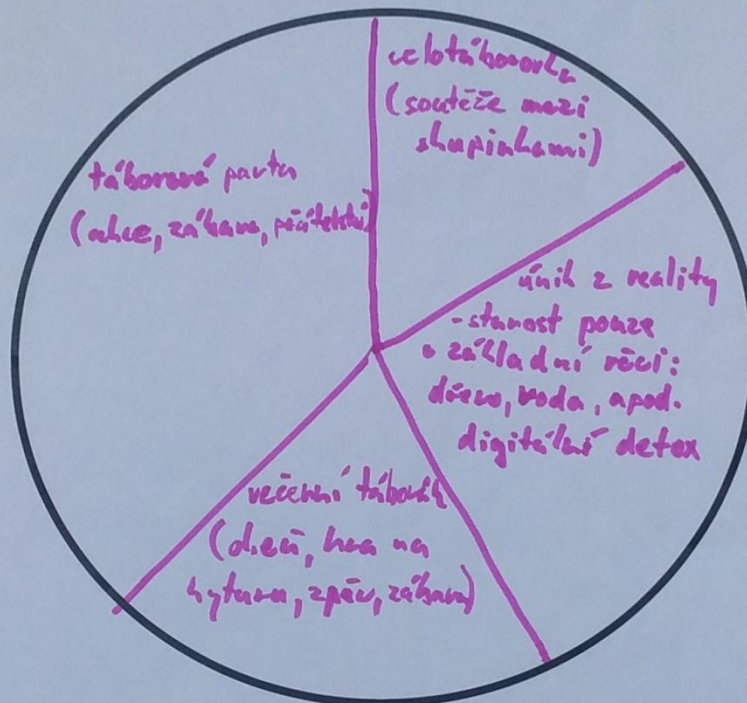 celotáborovka
(soutěže mezi
skupinkami)
táborová parta
(akce, zábava, přátelství)
únik z reality
- starost pouze
o základní věci:
dřevo, voda, apod.
digitální detox
večerní táborák
(oheň, hra na
kytaru, zpěv, zábava)